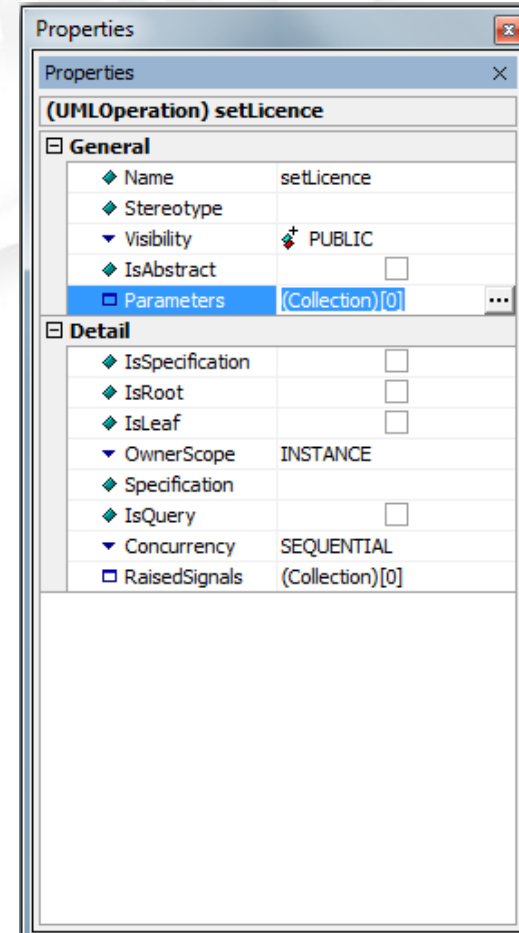 Properties
Properties
(UMLOperation) setLicence
General
Name setLicence
Stereotype
Visibility PUBLIC
IsAbstract
Parameters (Collection)[0] ...
Detail
IsSpecification
IsRoot
IsLeaf
OwnerScope INSTANCE
Specification
IsQuery
Concurrency SEQUENTIAL
RaisedSignals (Collection)[0]